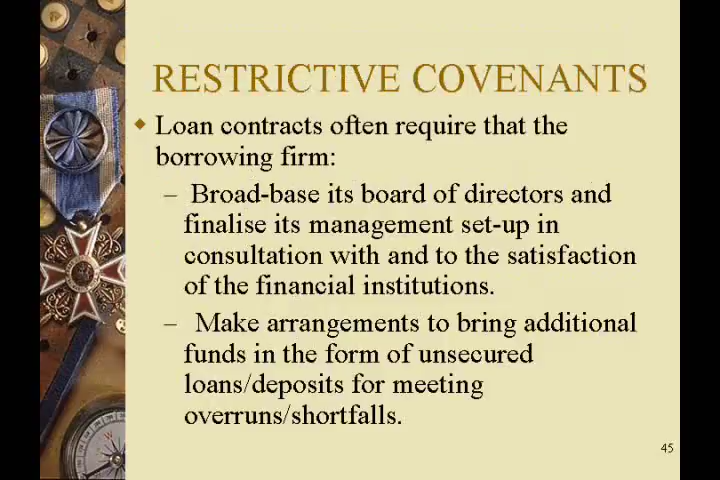 RESTRICTIVE COVENANTS
Loan contracts often require that the
borrowing firm:
– Broad-base its board of directors and
finalise its management set-up in
consultation with and to the satisfaction
of the financial institutions.
– Make arrangements to bring additional
funds in the form of unsecured
loans/deposits for meeting
overruns/shortfalls.
45